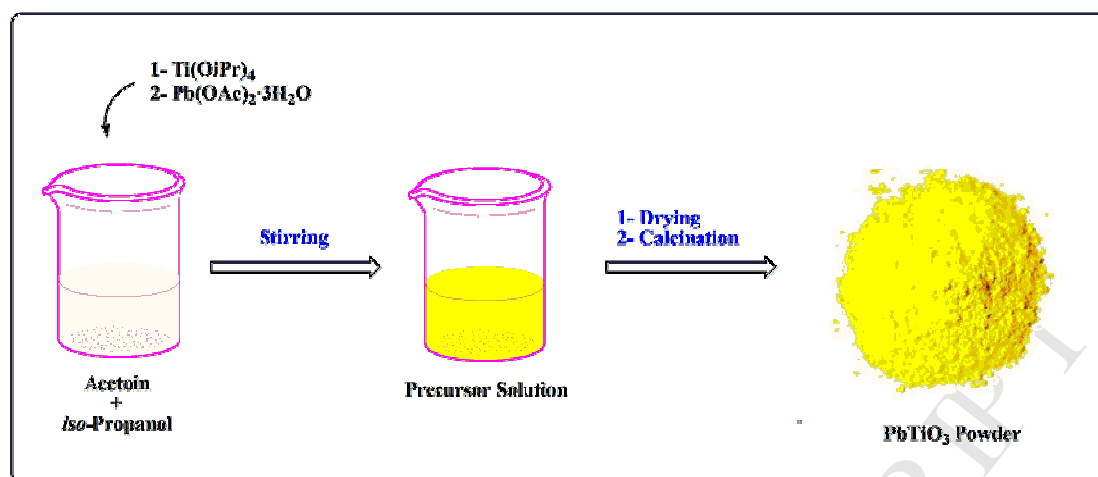 1- Ti(OiPr)₄
2- Pb(OAc)₂·3H₂O
Stirring
1- Drying
2- Calcination
Acetoin
+
Iso-Propanol
Precursor Solution
PbTiO₃ Powder